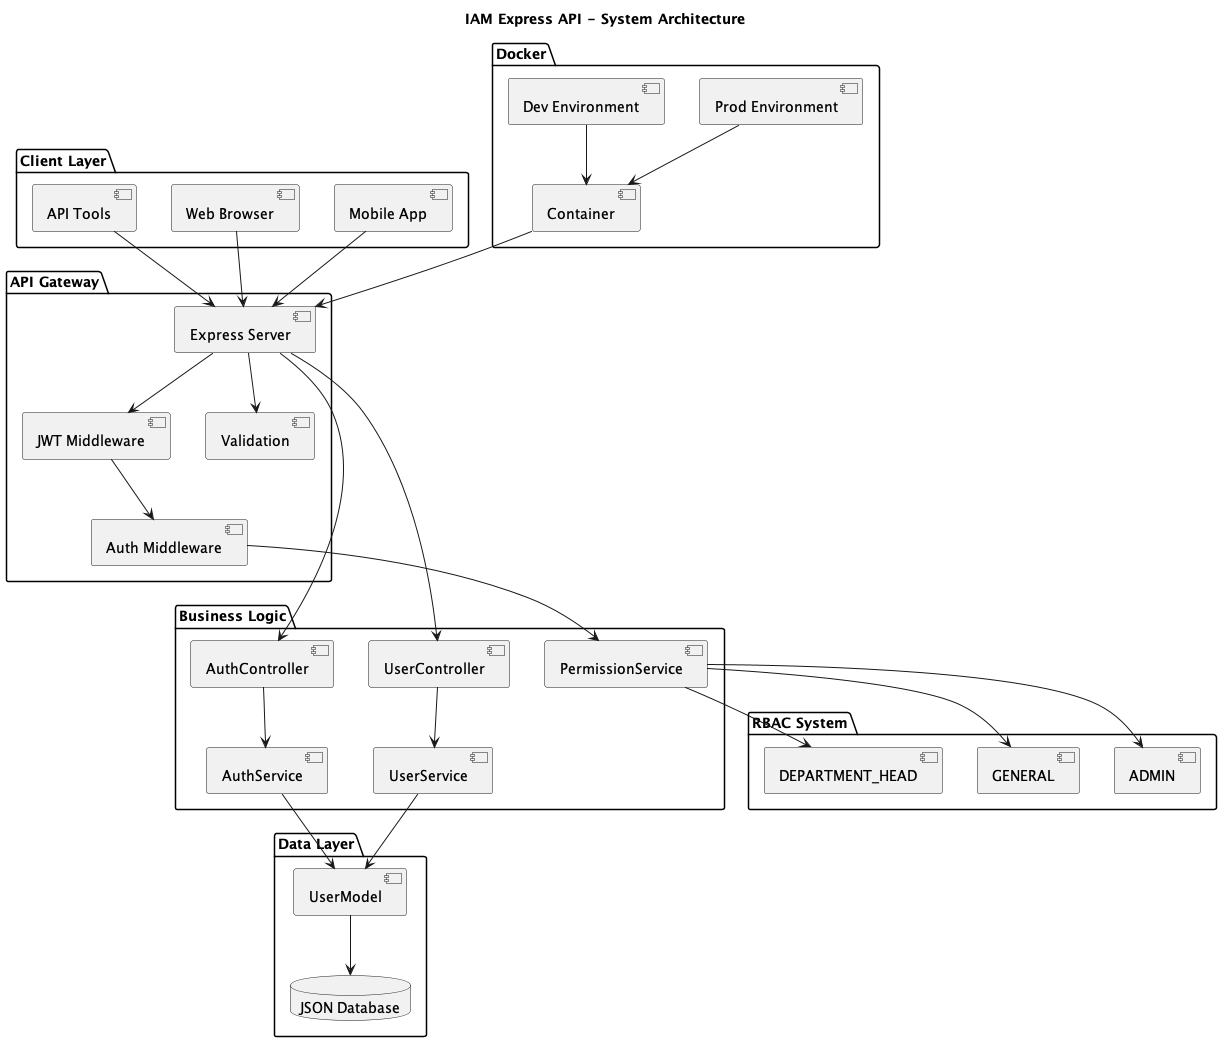 IAM Express API - System Architecture
Docker
Dev Environment
Prod Environment
Container
Client Layer
API Tools
Web Browser
Mobile App
API Gateway
Express Server
JWT Middleware
Validation
Auth Middleware
Business Logic
AuthController
UserController
PermissionService
AuthService
UserService
RBAC System
DEPARTMENT_HEAD
GENERAL
ADMIN
Data Layer
UserModel
JSON Database